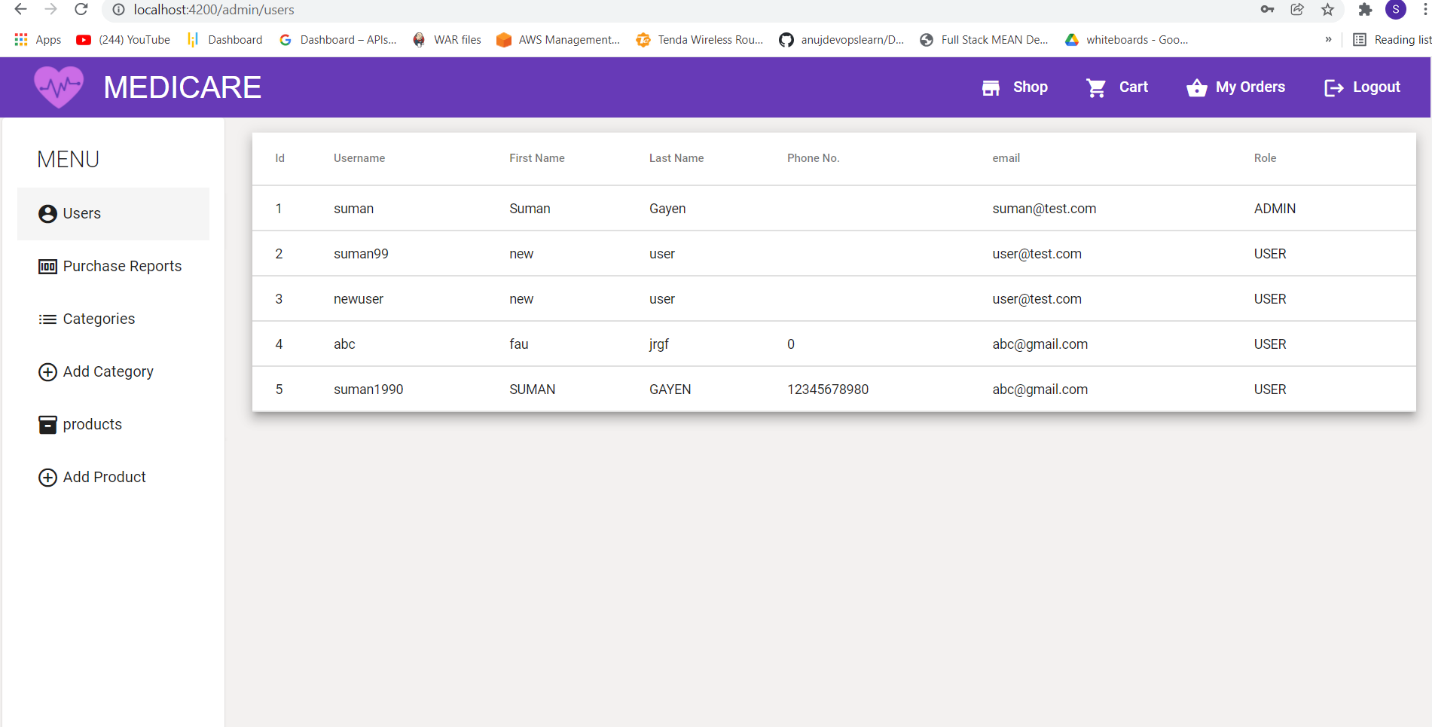 localhost:4200/admin/users
S
Apps (244) YouTube Dashboard Dashboard – APIs... WAR files AWS Management... Tenda Wireless Rou... anujdevopslearn/D... Full Stack MEAN De... whiteboards - Goo... » Reading list
MEDICARE Shop Cart My Orders Logout
MENU
Users
Purchase Reports
Categories
Add Category
products
Add Product
Id Username First Name Last Name Phone No. email Role
1 suman Suman Gayen suman@test.com ADMIN
2 suman99 new user user@test.com USER
3 newuser new user user@test.com USER
4 abc fau jrgf 0 abc@gmail.com USER
5 suman1990 SUMAN GAYEN 12345678980 abc@gmail.com USER